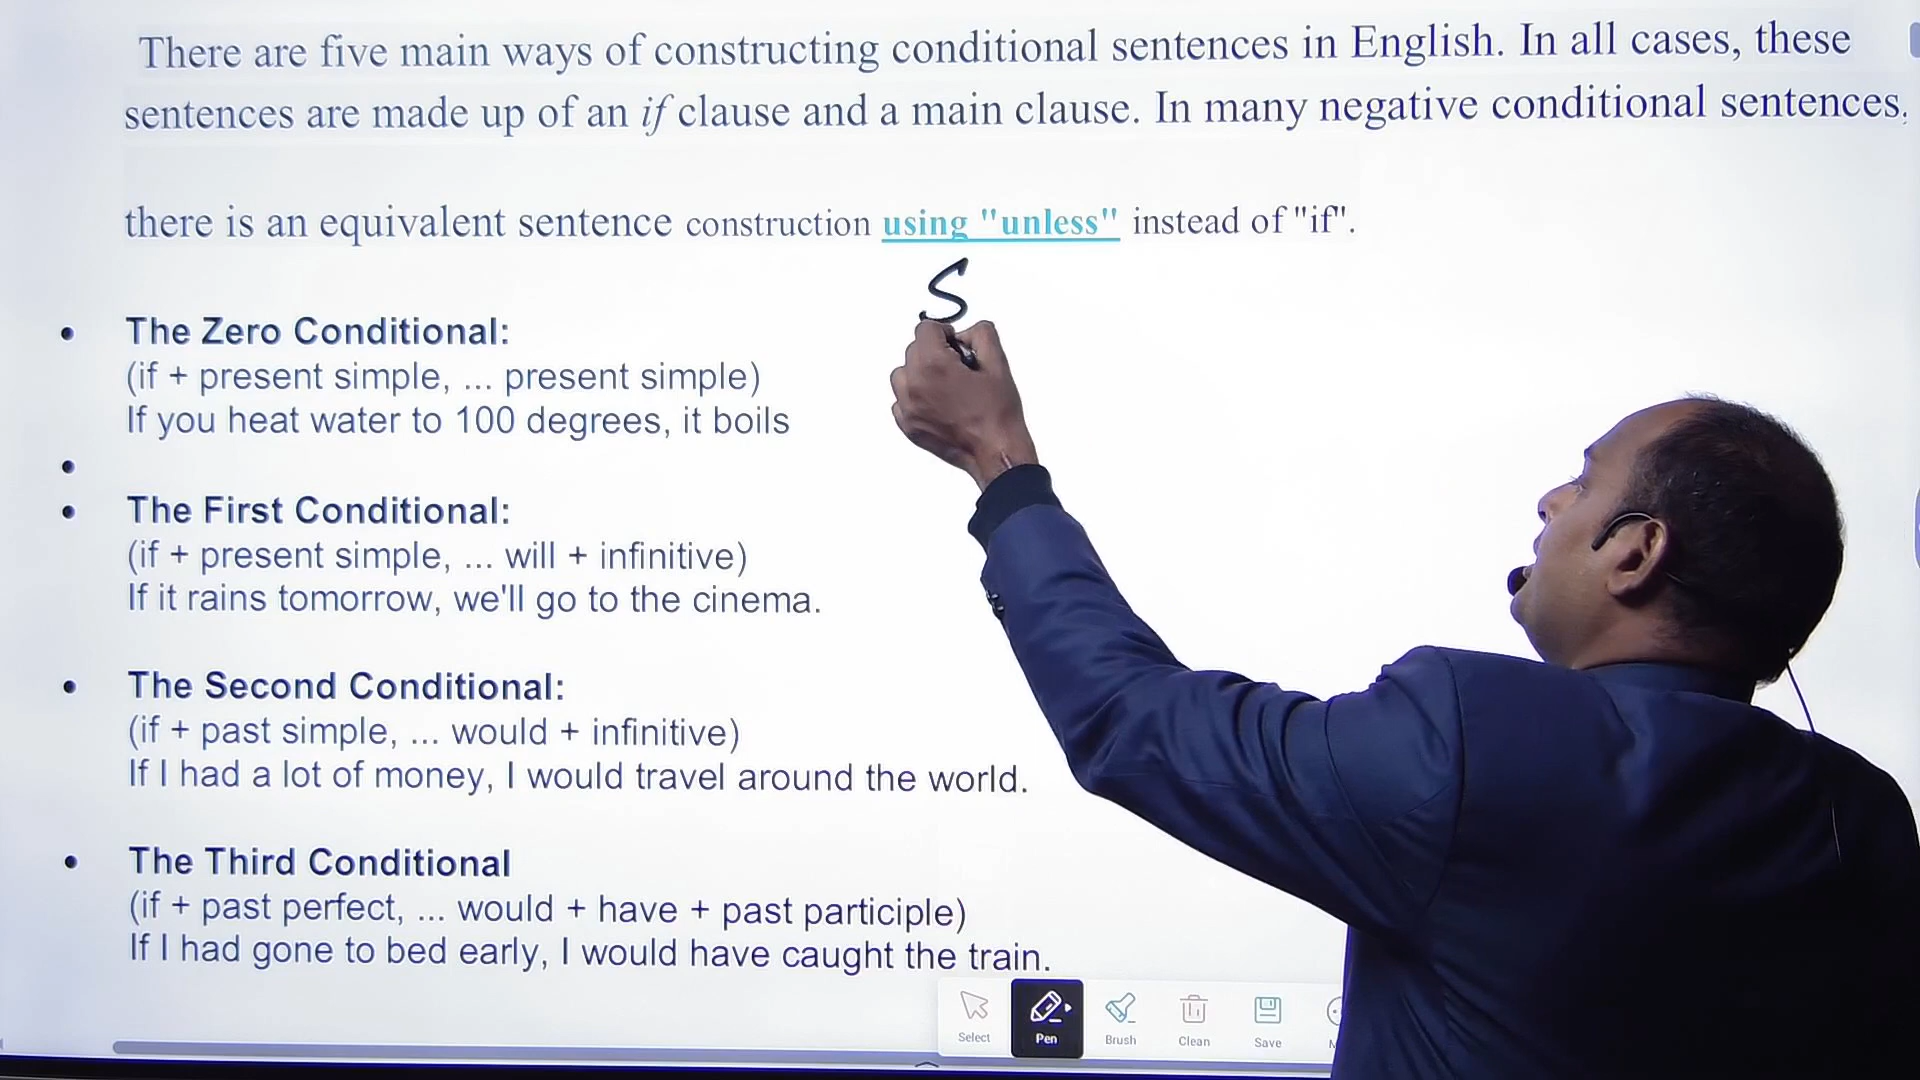 There are five main ways of constructing conditional sentences in English. In all cases, these
sentences are made up of an if clause and a main clause. In many negative conditional sentences,
there is an equivalent sentence construction using "unless" instead of "if".
S
• The Zero Conditional:
(if + present simple, ... present simple)
If you heat water to 100 degrees, it boils
•
• The First Conditional:
(if + present simple, ... will + infinitive)
If it rains tomorrow, we'll go to the cinema.
• The Second Conditional:
(if + past simple, ... would + infinitive)
If I had a lot of money, I would travel around the world.
• The Third Conditional
(if + past perfect, ... would + have + past participle)
If I had gone to bed early, I would have caught the train.
Select Pen Brush Clean Save